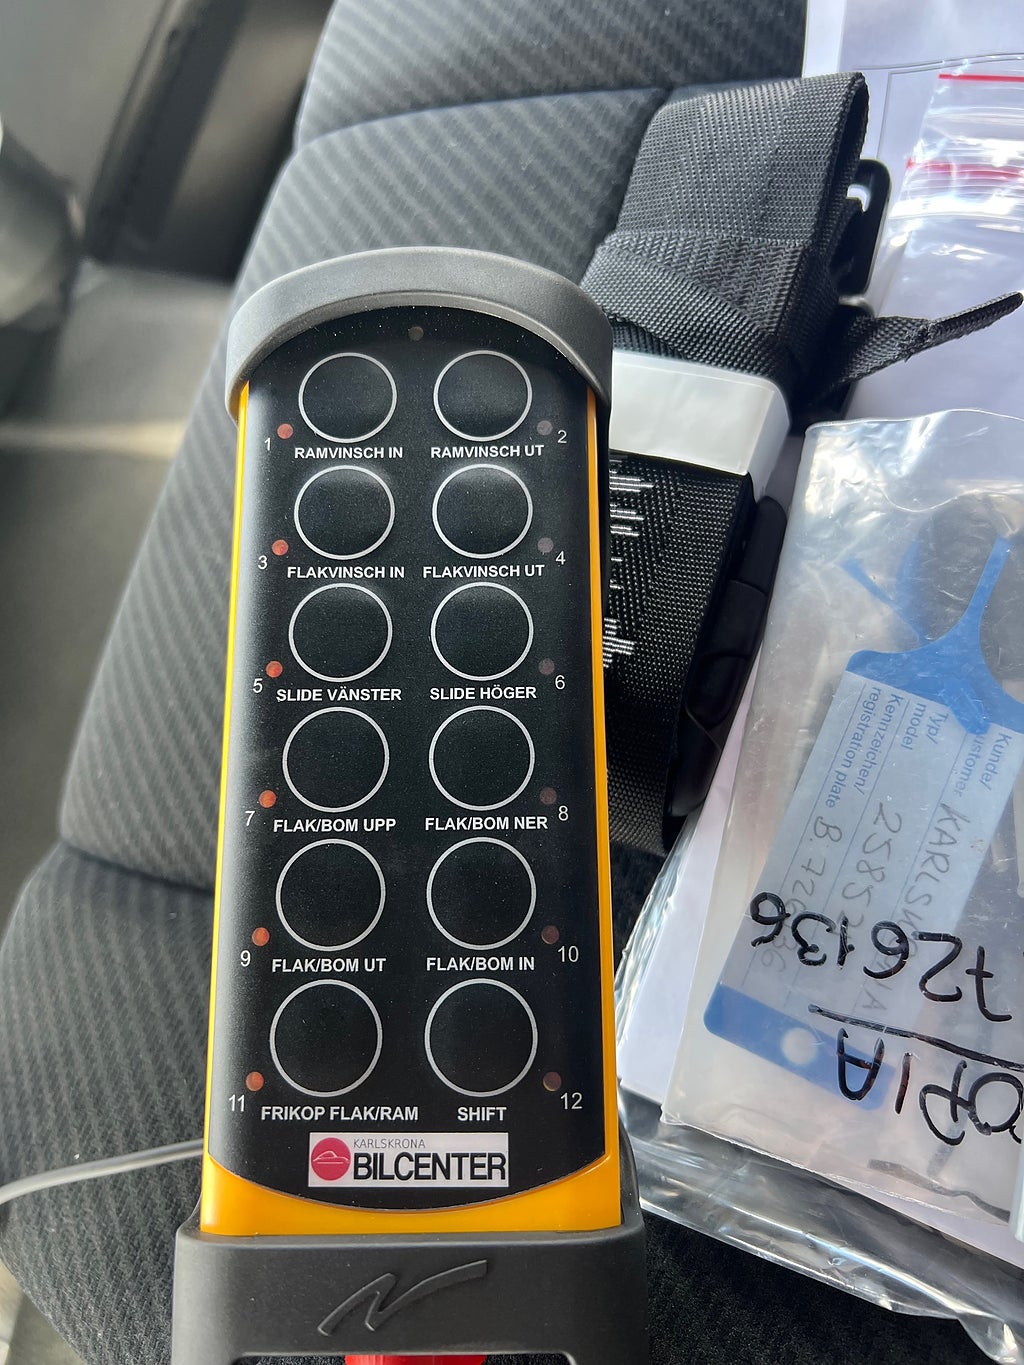 1 2
RAMVINSCH IN RAMVINSCH UT
3 4
FLAKVINSCH IN FLAKVINSCH UT
5 6
SLIDE VÄNSTER SLIDE HÖGER
7 8
FLAK/BOM UPP FLAK/BOM NER
9 10
FLAK/BOM UT FLAK/BOM IN
11 12
FRIKOP FLAK/RAM SHIFT
KARLSKRONA
BILCENTER
Kunde/
Typ/
model
Kennzeichen/
registration plate
726136